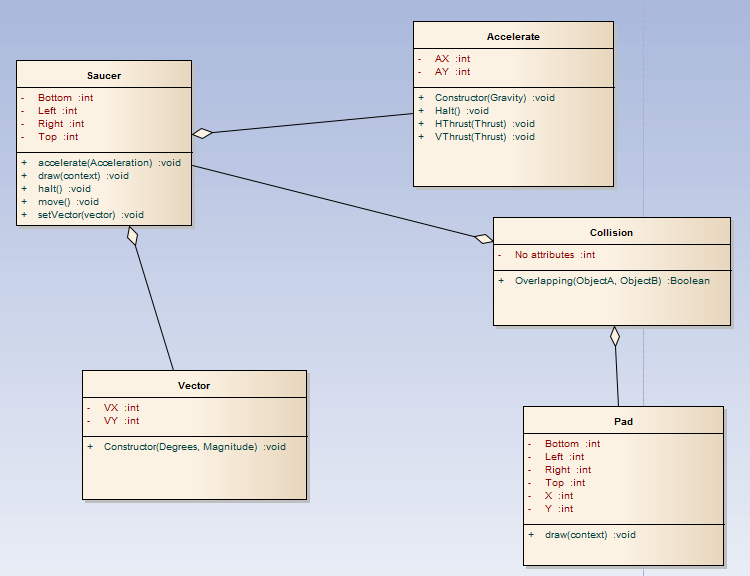 Saucer
- Bottom :int
- Left :int
- Right :int
- Top :int
+ accelerate(Acceleration) :void
+ draw(context) :void
+ halt() :void
+ move() :void
+ setVector(vector) :void
Accelerate
- AX :int
- AY :int
+ Constructor(Gravity) :void
+ Halt() :void
+ HThrust(Thrust) :void
+ VThrust(Thrust) :void
Collision
- No attributes :int
+ Overlapping(ObjectA, ObjectB) :Boolean
Vector
- VX :int
- VY :int
+ Constructor(Degrees, Magnitude) :void
Pad
- Bottom :int
- Left :int
- Right :int
- Top :int
- X :int
- Y :int
+ draw(context) :void